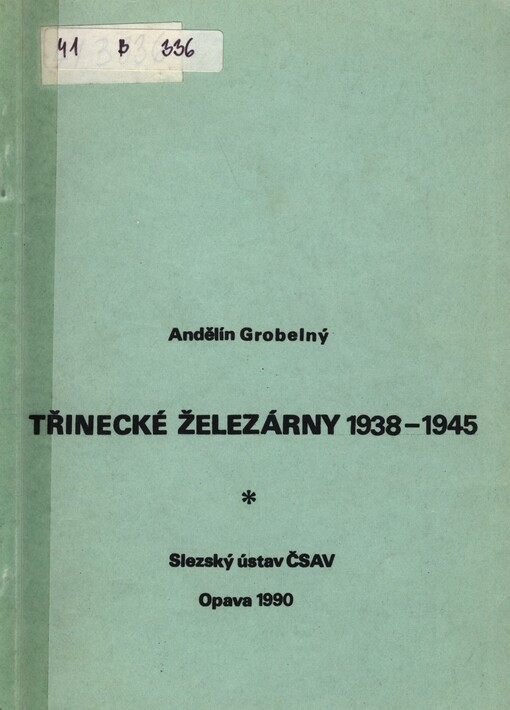 41 B 336
Andělín Grobelný
TŘINECKÉ ŽELEZÁRNY 1938–1945
*
Slezský ústav ČSAV
Opava 1990